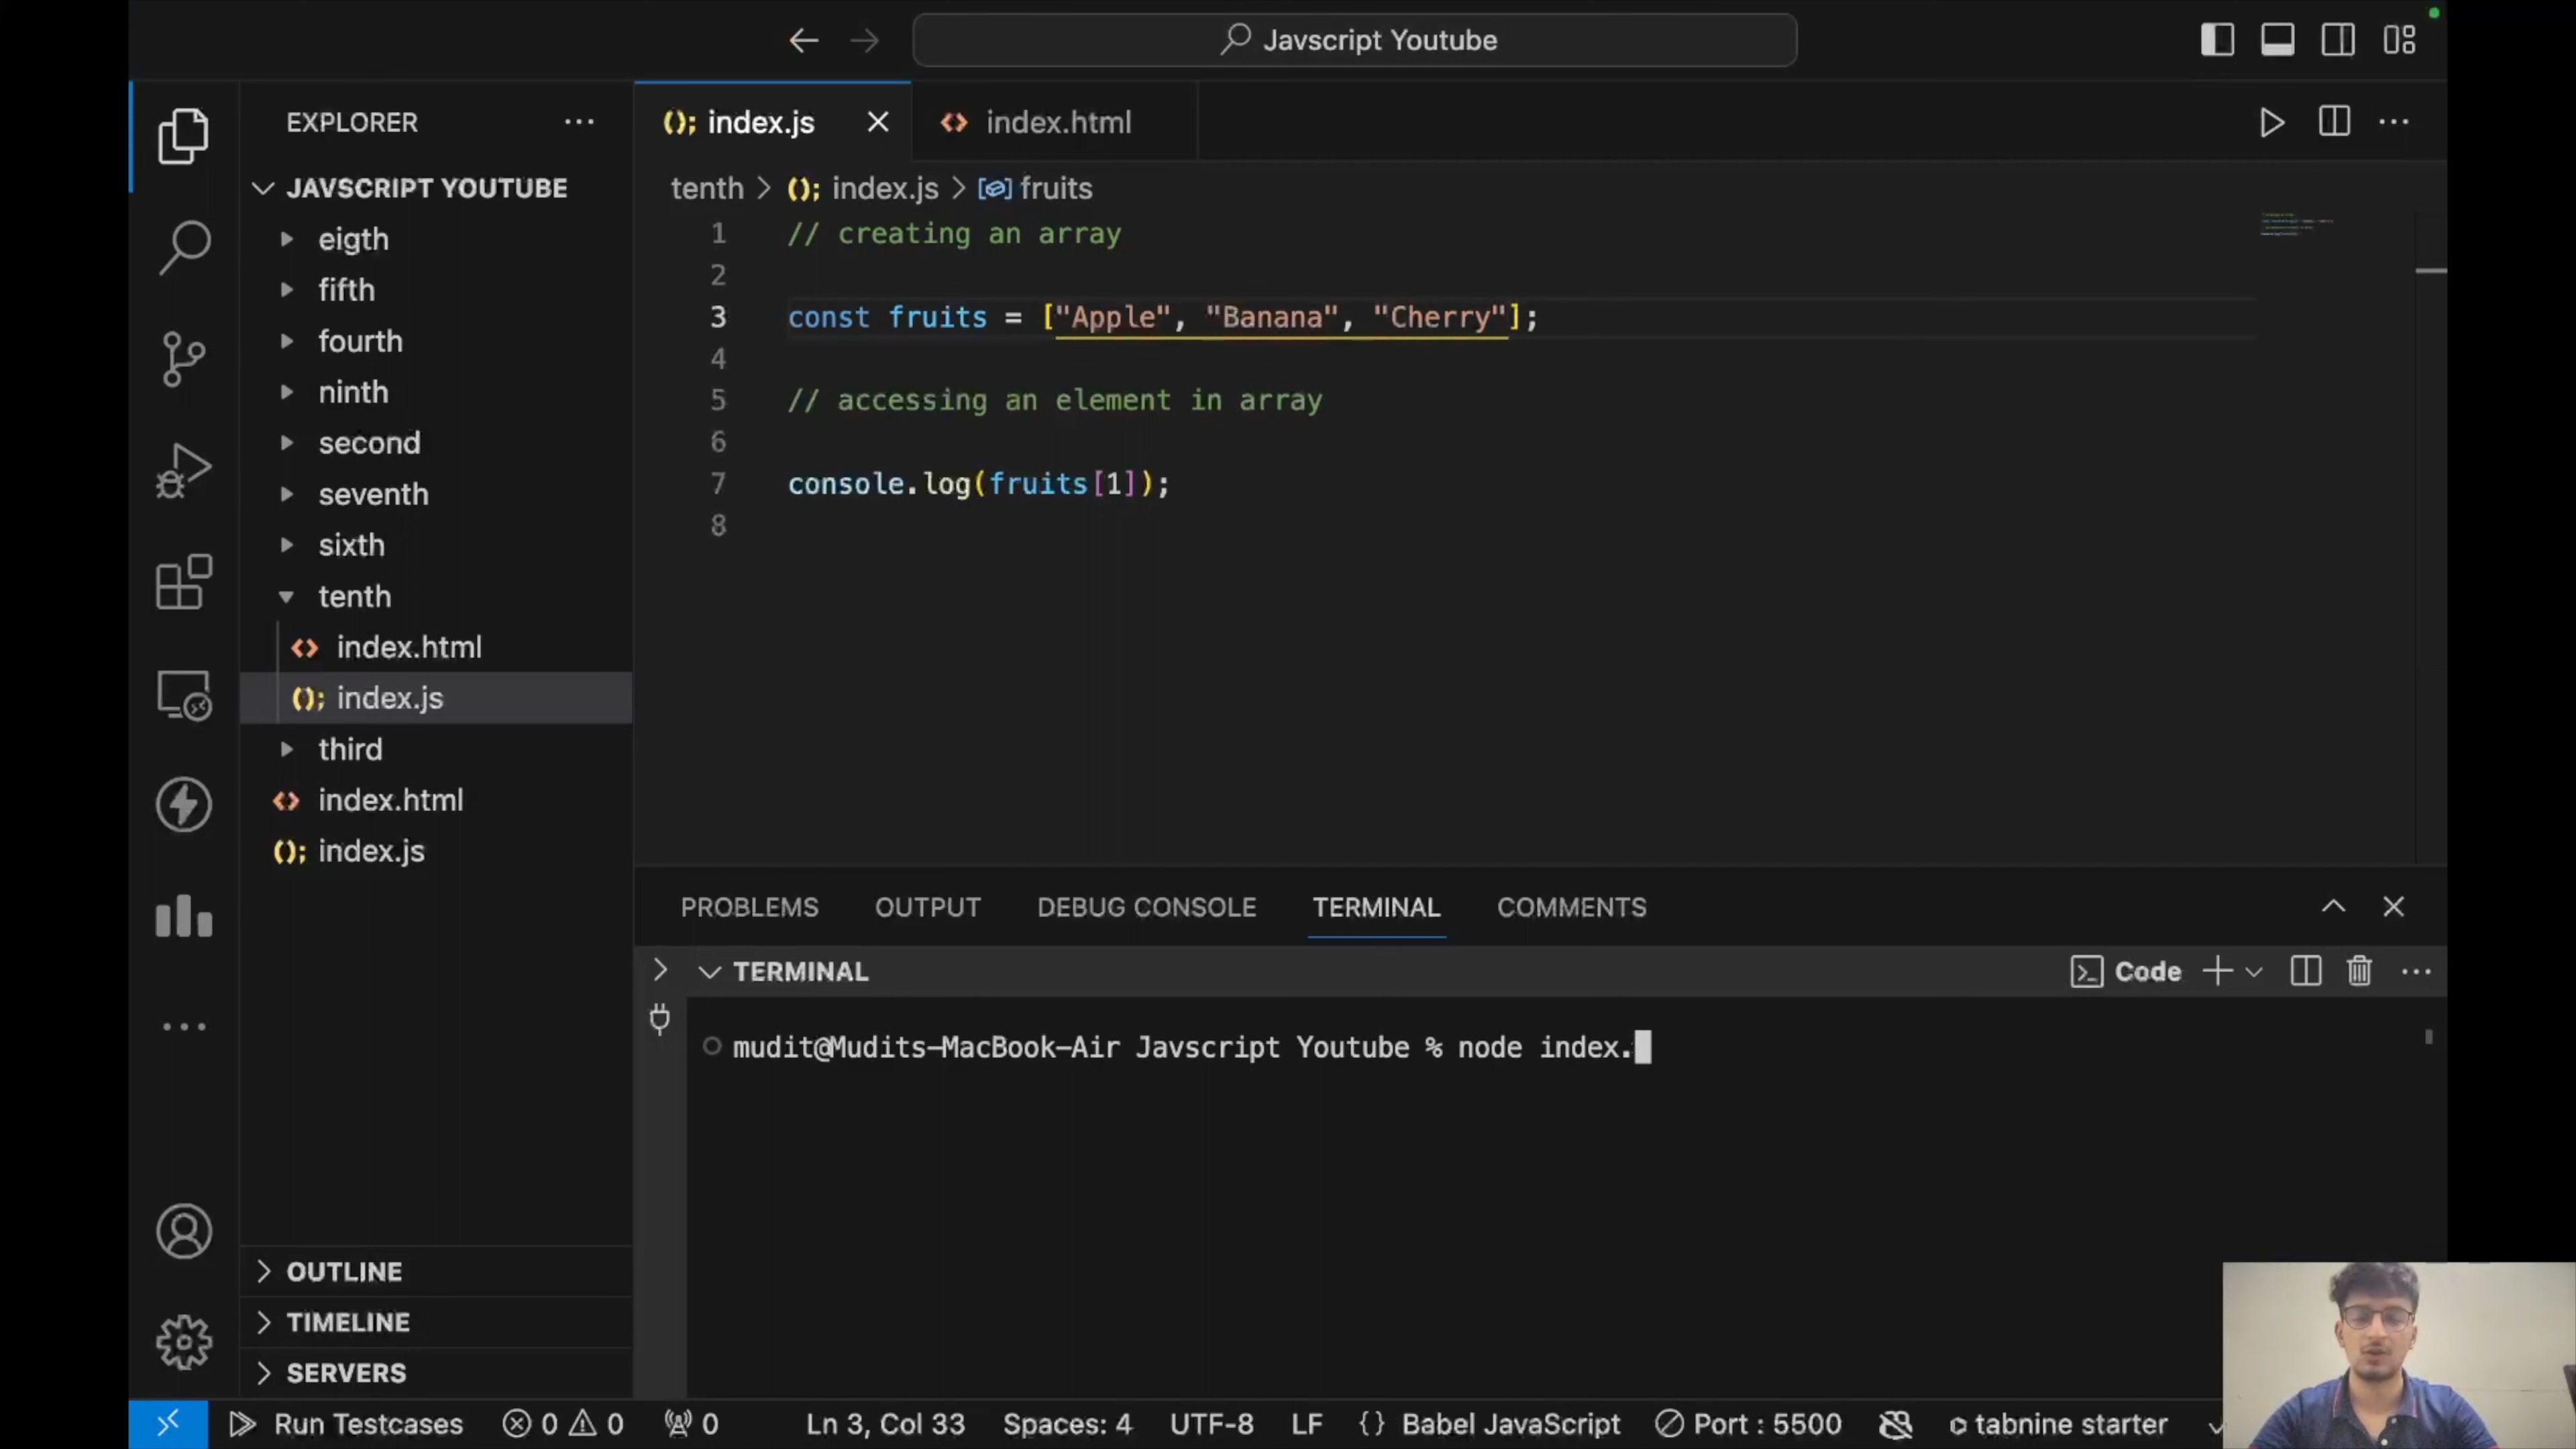 Javscript Youtube
EXPLORER
JAVSCRIPT YOUTUBE
eigth
fifth
fourth
ninth
second
seventh
sixth
tenth
index.html
index.js
third
index.html
index.js
OUTLINE
TIMELINE
SERVERS
index.js
index.html
tenth > index.js > fruits
1 // creating an array
2
3 const fruits = ["Apple", "Banana", "Cherry"];
4
5 // accessing an element in array
6
7 console.log(fruits[1]);
8
PROBLEMS OUTPUT DEBUG CONSOLE TERMINAL COMMENTS
TERMINAL
Code
mudit@Mudits-MacBook-Air Javscript Youtube % node index.
Run Testcases 0 0 0 Ln 3, Col 33 Spaces: 4 UTF-8 LF {} Babel JavaScript Port : 5500 tabnine starter